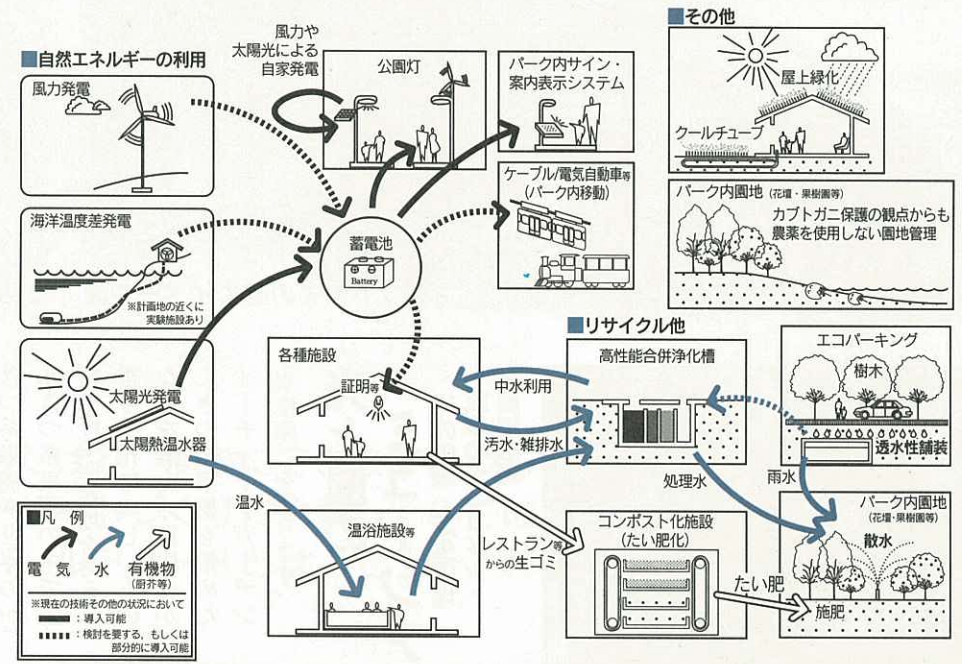 ■自然エネルギーの利用
風力発電
海洋温度差発電
※計画地の近くに
実験施設あり
太陽光発電
太陽熱温水器
風力や
太陽光による
自家発電
公園灯
パーク内サイン・
案内表示システム
ケーブル/電気自動車等
(パーク内移動)
蓄電池
Battery
■その他
屋上緑化
クールチューブ
パーク内園地(花壇・果樹園等)
カブトガニ保護の観点からも
農薬を使用しない園地管理
■リサイクル他
各種施設
証明等
中水利用
汚水・雑排水
高性能合併浄化槽
エコパーキング
樹木
透水性舗装
処理水
雨水
温水
温浴施設等
レストラン等
からの生ゴミ
コンポスト化施設
(たい肥化)
たい肥
パーク内園地
(花壇・果樹園等)
散水
施肥
■凡例
電気
水
有機物
(厨芥等)
※現在の技術その他の状況において
:導入可能
:検討を要する、もしくは
部分的に導入可能